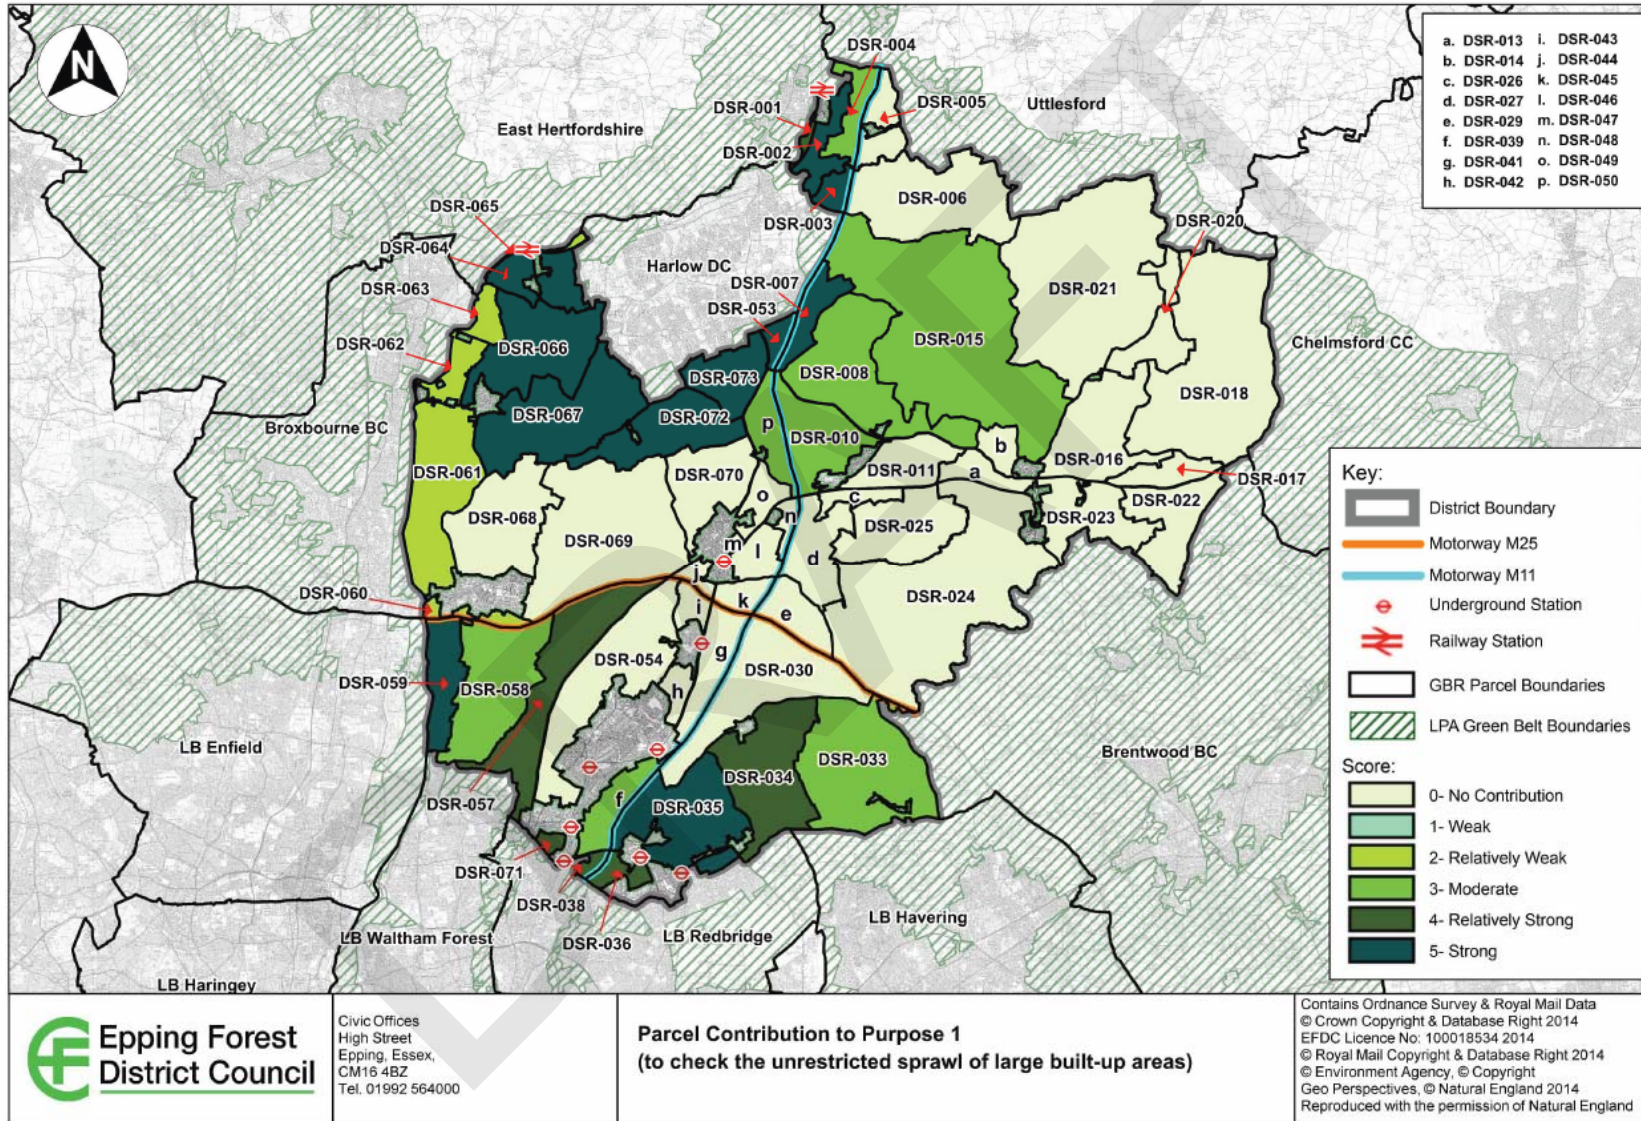 N
DSR-004
a. DSR-013 i. DSR-043
b. DSR-014 j. DSR-044
c. DSR-026 k. DSR-045
d. DSR-027 l. DSR-046
e. DSR-029 m. DSR-047
f. DSR-039 n. DSR-048
g. DSR-041 o. DSR-049
h. DSR-042 p. DSR-050
DSR-001
DSR-005
Uttlesford
East Hertfordshire
DSR-002
DSR-006
DSR-065
DSR-003
DSR-020
DSR-064
Harlow DC
DSR-007
DSR-021
DSR-063
DSR-053
DSR-015
Chelmsford CC
DSR-062
DSR-066
DSR-008
DSR-073
DSR-018
DSR-067
DSR-072
p
Broxbourne BC
DSR-010
b
DSR-061
DSR-070
DSR-011
a
DSR-016
DSR-017
o
c
DSR-022
DSR-068
n
DSR-025
DSR-023
DSR-069
m
l
d
j
DSR-060
k
DSR-024
i
e
DSR-054
g
DSR-030
DSR-059
DSR-058
h
LB Enfield
Brentwood BC
DSR-033
DSR-034
DSR-057
f
DSR-035
DSR-071
DSR-038
LB Havering
LB Waltham Forest
DSR-036
LB Redbridge
LB Haringey
DRAFT
Key:
District Boundary
Motorway M25
Motorway M11
Underground Station
Railway Station
GBR Parcel Boundaries
LPA Green Belt Boundaries
Score:
0- No Contribution
1- Weak
2- Relatively Weak
3- Moderate
4- Relatively Strong
5- Strong
Epping Forest
District Council
Civic Offices
High Street
Epping, Essex,
CM16 4BZ
Tel. 01992 564000
Parcel Contribution to Purpose 1
(to check the unrestricted sprawl of large built-up areas)
Contains Ordnance Survey & Royal Mail Data
© Crown Copyright & Database Right 2014
EFDC Licence No: 100018534 2014
© Royal Mail Copyright & Database Right 2014
© Environment Agency, © Copyright
Geo Perspectives, © Natural England 2014
Reproduced with the permission of Natural England